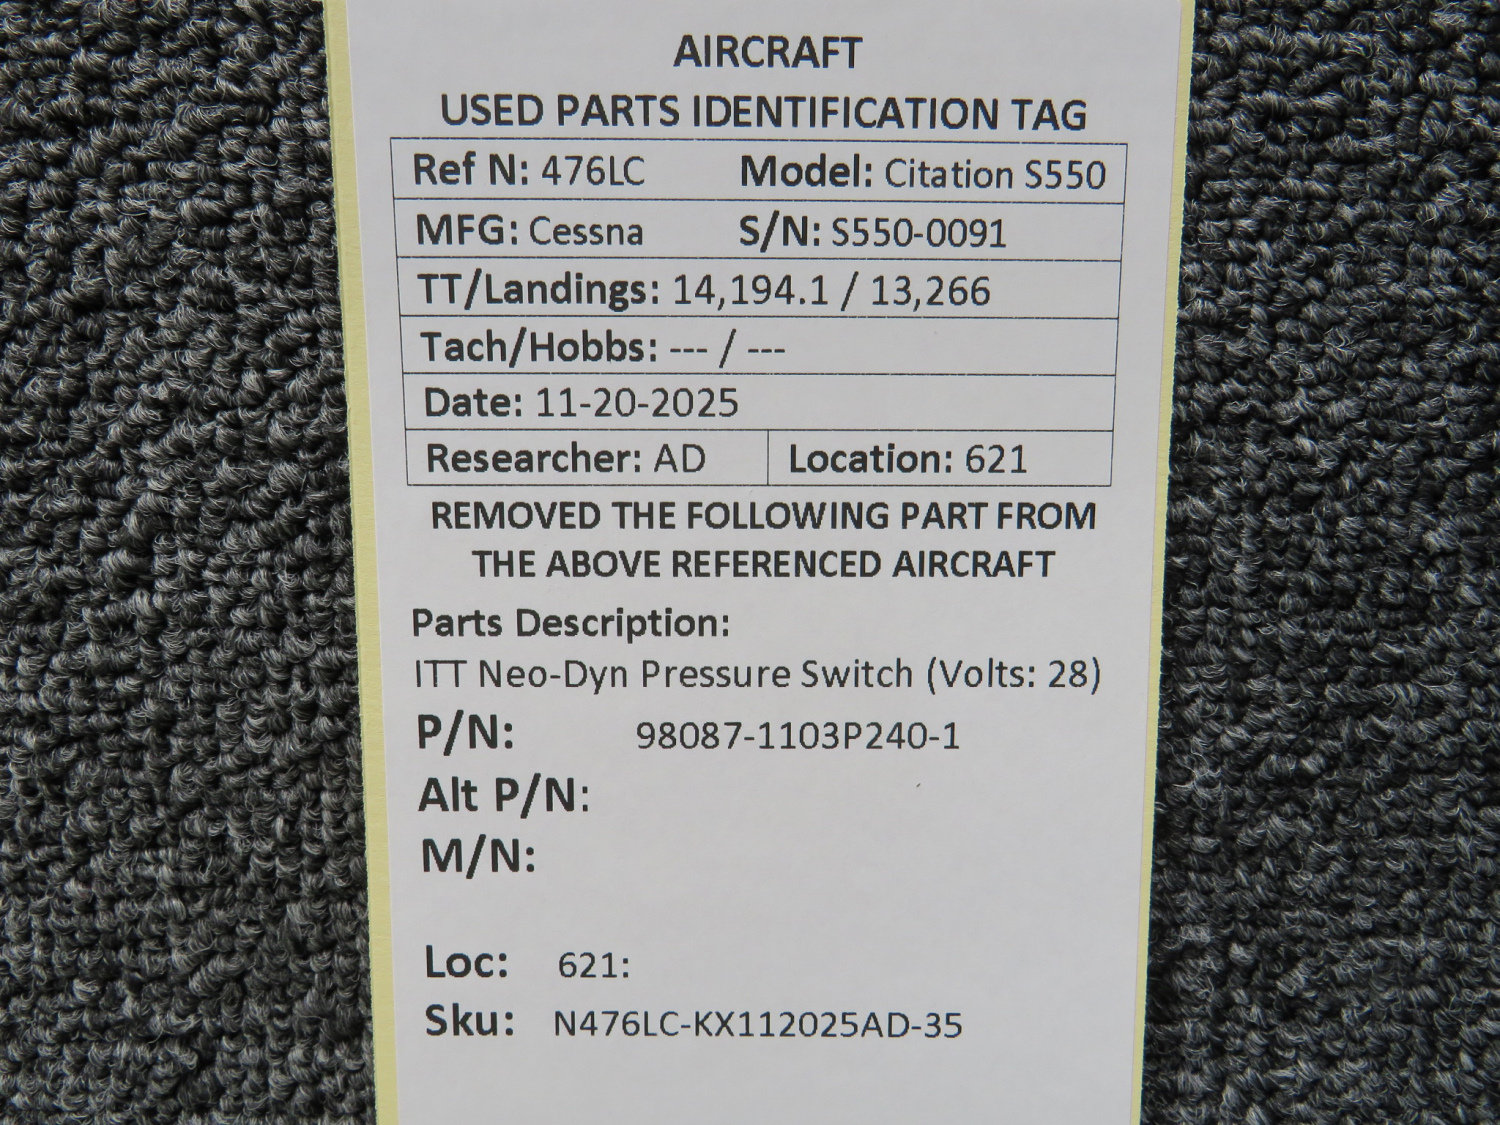 AIRCRAFT
USED PARTS IDENTIFICATION TAG
Ref N: 476LC Model: Citation S550
MFG: Cessna S/N: S550-0091
TT/Landings: 14,194.1 / 13,266
Tach/Hobbs: --- / ---
Date: 11-20-2025
Researcher: AD Location: 621
REMOVED THE FOLLOWING PART FROM
THE ABOVE REFERENCED AIRCRAFT
Parts Description:
ITT Neo-Dyn Pressure Switch (Volts: 28)
P/N: 98087-1103P240-1
Alt P/N:
M/N:
Loc: 621:
Sku: N476LC-KX112025AD-35